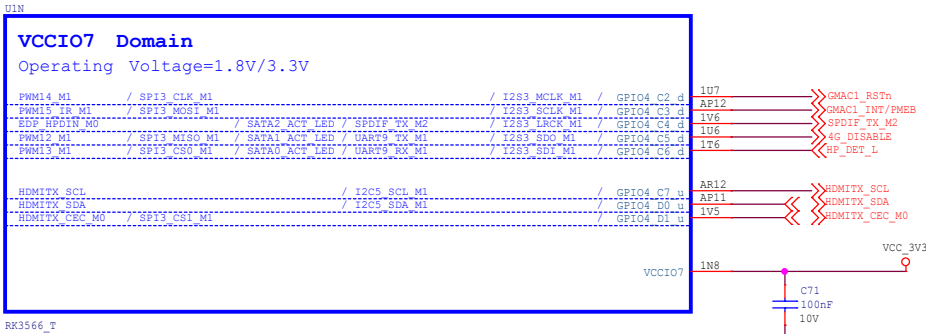 U1N
VCCIO7 Domain
Operating Voltage=1.8V/3.3V
PWM14_M1 / SPI3_CLK_M1 / I2S3_MCLK_M1 / GPIO4_C2_d 1U7 GMAC1_RSTn
PWM15_IR_M1 / SPI3_MOSI_M1 / I2S3_SCLK_M1 / GPIO4_C3_d AP12 GMAC1_INT/PMEB
EDP_HPDIN_M0 / SATA2_ACT_LED / SPDIF_TX_M2 / I2S3_LRCK_M1 / GPIO4_C4_d 1V6 SPDIF_TX_M2
PWM12_M1 / SPI3_MISO_M1 / SATA1_ACT_LED / UART9_TX_M1 / I2S3_SDO_M1 / GPIO4_C5_d 1U6 4G_DISABLE
PWM13_M1 / SPI3_CS0_M1 / SATA0_ACT_LED / UART9_RX_M1 / I2S3_SDI_M1 / GPIO4_C6_d 1T6 HP_DET_L
HDMITX_SCL / I2C5_SCL_M1 / GPIO4_C7_u AR12 HDMITX_SCL
HDMITX_SDA / I2C5_SDA_M1 / GPIO4_D0_u AP11 HDMITX_SDA
HDMITX_CEC_M0 / SPI3_CS1_M1 / GPIO4_D1_u 1V5 HDMITX_CEC_M0
VCC_3V3
VCCIO7 1N8
C71
100nF
10V
RK3566_T